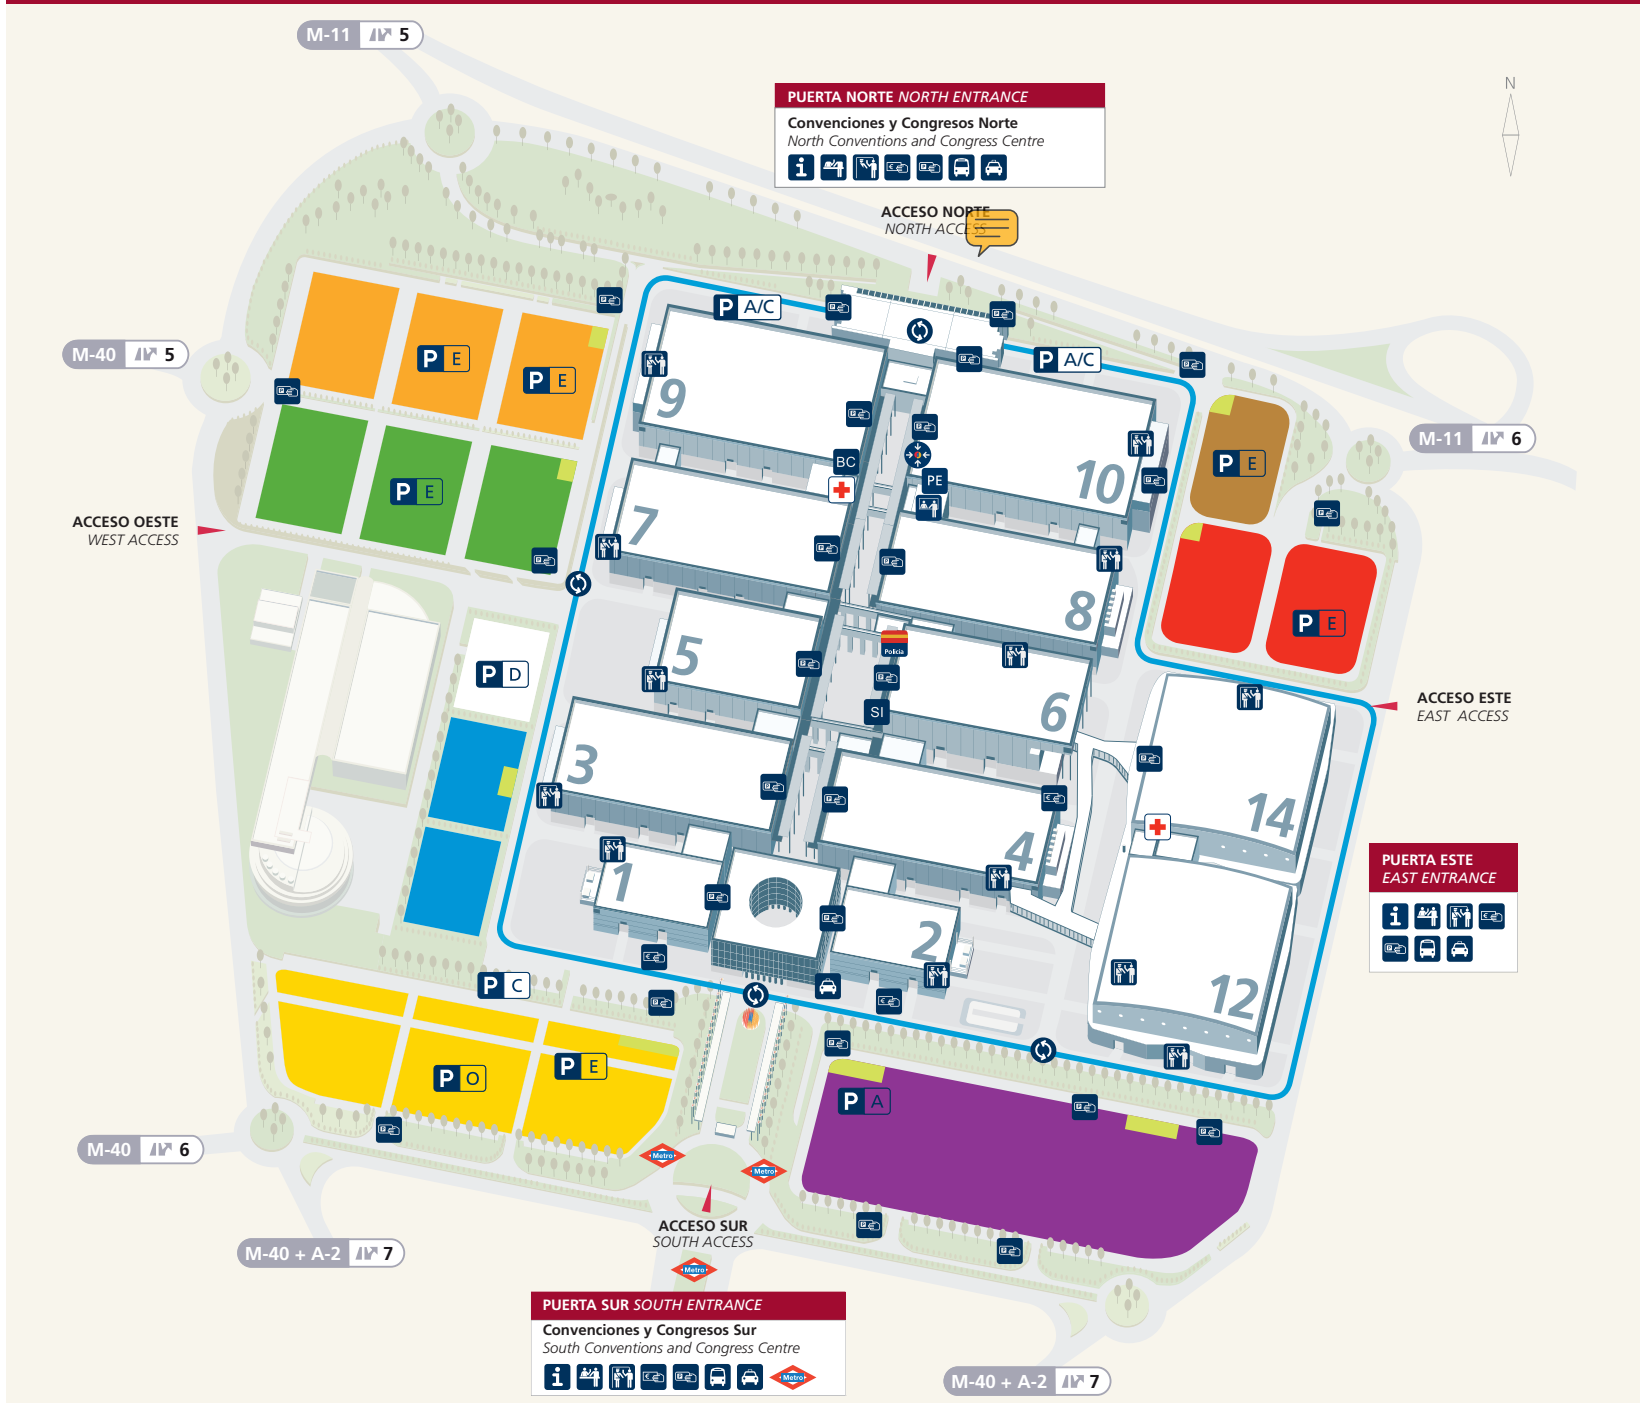 M-11 5
PUERTA NORTE NORTH ENTRANCE
Convenciones y Congresos Norte
North Conventions and Congress Centre
N
ACCESO NORTE
NORTH ACCESS
P A/C
P A/C
M-40 5
P E
P E
9
10
BC
PE
M-11 6
P E
P E
7
8
ACCESO OESTE
WEST ACCESS
P E
5
Policía
6
SI
P D
ACCESO ESTE
EAST ACCESS
3
4
14
PUERTA ESTE
EAST ENTRANCE
1
2
12
P C
P O
P E
P A
M-40 6
Metro
Metro
ACCESO SUR
SOUTH ACCESS
M-40 + A-2 7
Metro
PUERTA SUR SOUTH ENTRANCE
Convenciones y Congresos Sur
South Conventions and Congress Centre
Metro
M-40 + A-2 7